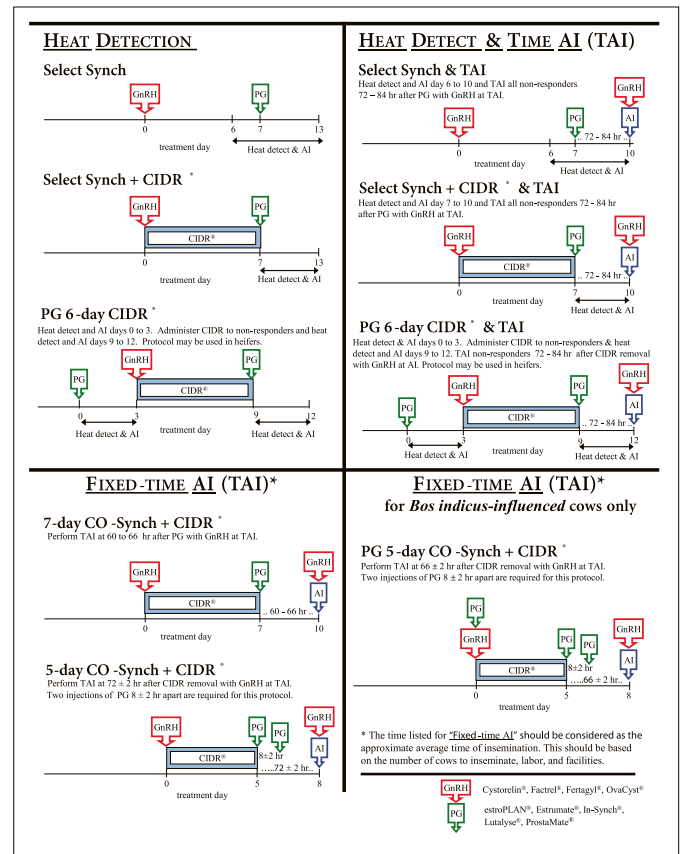 HEAT DETECTION
Select Synch
GnRH
PG
0
6
7
13
treatment day
Heat detect & AI
Select Synch + CIDR *
GnRH
PG
CIDR®
0
7
13
treatment day
Heat detect & AI
PG 6-day CIDR *
Heat detect and AI days 0 to 3. Administer CIDR to non-responders and heat
detect and AI days 9 to 12. Protocol may be used in heifers.
GnRH
PG
PG
CIDR®
0
3
9
12
treatment day
Heat detect & AI
Heat detect & AI
HEAT DETECT & TIME AI (TAI)
Select Synch & TAI
Heat detect and AI day 6 to 10 and TAI all non-responders
72 – 84 hr after PG with GnRH at TAI.
GnRH
GnRH
PG
AI
.. 72 - 84 hr ..
0
6
7
10
treatment day
Heat detect & AI
Select Synch + CIDR * & TAI
Heat detect and AI day 7 to 10 and TAI all non-responders 72 - 84 hr
after PG with GnRH at TAI.
GnRH
PG
GnRH
AI
CIDR®
.. 72 - 84 hr ..
0
7
10
treatment day
Heat detect & AI
PG 6-day CIDR * & TAI
Heat detect & AI days 0 to 3. Administer CIDR to non-responders & heat
detect and AI days 9 to 12. TAI non-responders 72 - 84 hr after CIDR removal
with GnRH at AI. Protocol may be used in heifers.
GnRH
PG
GnRH
PG
AI
CIDR®
.. 72 - 84 hr ..
0
3
9
12
treatment day
Heat detect & AI
Heat detect & AI
FIXED-TIME AI (TAI)*
7-day CO -Synch + CIDR *
Perform TAI at 60 to 66 hr after PG with GnRH at TAI.
GnRH
PG
GnRH
AI
CIDR®
.. 60 - 66 hr ..
0
7
10
treatment day
5-day CO -Synch + CIDR *
Perform TAI at 72 ± 2 hr after CIDR removal with GnRH at TAI.
Two injections of PG 8 ± 2 hr apart are required for this protocol.
GnRH
PG
PG
GnRH
AI
CIDR®
8±2 hr
.....72 ± 2 hr..
0
5
8
treatment day
FIXED-TIME AI (TAI)*
for Bos indicus-influenced cows only
PG 5 -day CO -Synch + CIDR *
Perform TAI at 66 ± 2 hr after CIDR removal with GnRH at TAI.
Two injections of PG 8 ± 2 hr apart are required for this protocol.
PG
GnRH
PG
PG
GnRH
AI
CIDR®
8±2 hr
.....66 ± 2 hr..
0
5
8
treatment day
* The time listed for "Fixed-time AI" should be considered as the
approximate average time of insemination. This should be based
on the number of cows to inseminate, labor, and facilities.
GnRH
Cystorelin®, Factrel®, Fertagyl®, OvaCyst®
PG
estroPLAN®, Estrumate®, In-Synch®,
Lutalyse®, ProstaMate®